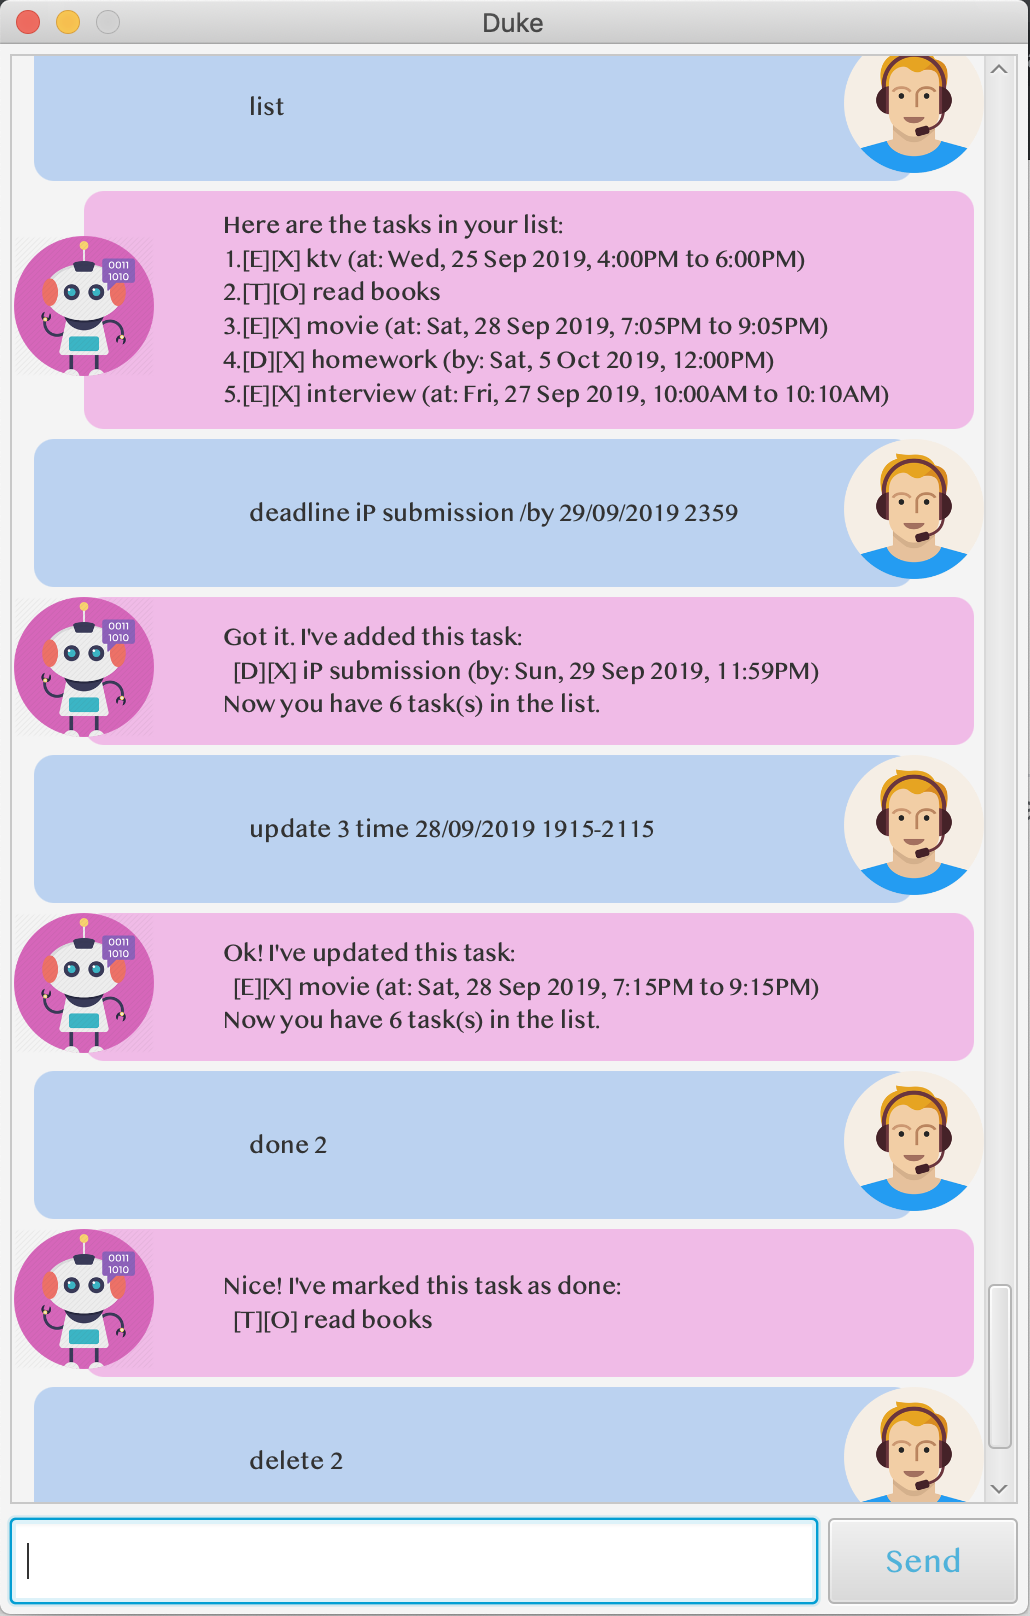 Duke
list
Here are the tasks in your list:
1.[E][X] ktv (at: Wed, 25 Sep 2019, 4:00PM to 6:00PM)
2.[T][O] read books
3.[E][X] movie (at: Sat, 28 Sep 2019, 7:05PM to 9:05PM)
4.[D][X] homework (by: Sat, 5 Oct 2019, 12:00PM)
5.[E][X] interview (at: Fri, 27 Sep 2019, 10:00AM to 10:10AM)
0011
1010
deadline iP submission /by 29/09/2019 2359
Got it. I've added this task:
[D][X] iP submission (by: Sun, 29 Sep 2019, 11:59PM)
Now you have 6 task(s) in the list.
0011
1010
update 3 time 28/09/2019 1915-2115
Ok! I've updated this task:
[E][X] movie (at: Sat, 28 Sep 2019, 7:15PM to 9:15PM)
Now you have 6 task(s) in the list.
0011
1010
done 2
Nice! I've marked this task as done:
[T][O] read books
0011
1010
delete 2
Send